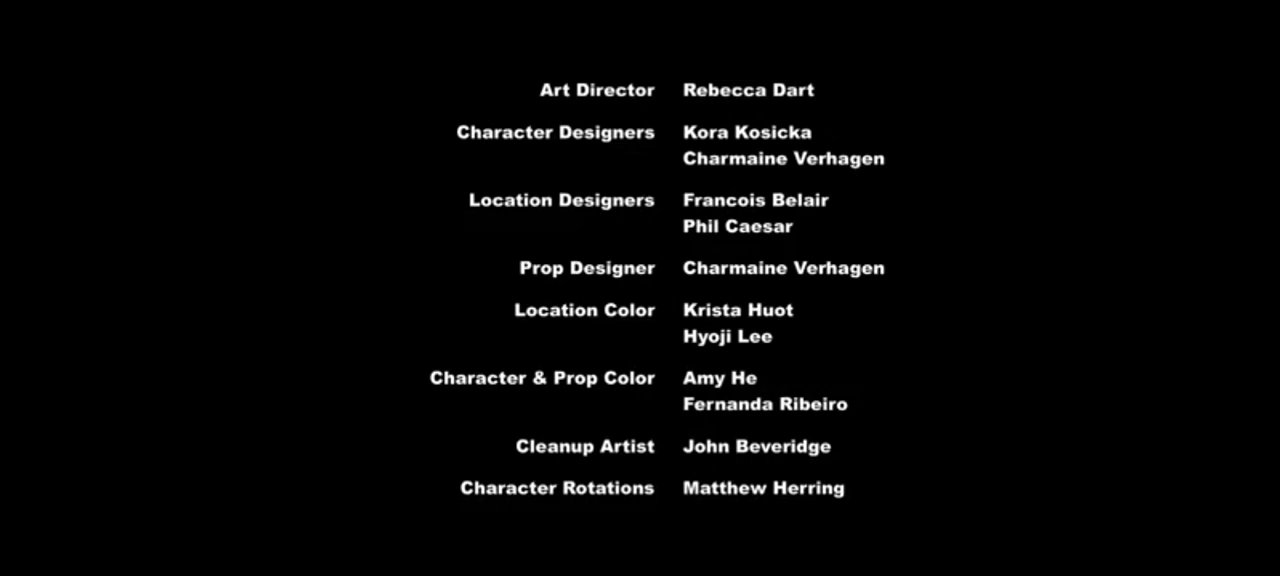 Art Director Rebecca Dart
Character Designers Kora Kosicka
Charmaine Verhagen
Location Designers Francois Belair
Phil Caesar
Prop Designer Charmaine Verhagen
Location Color Krista Huot
Hyoji Lee
Character & Prop Color Amy He
Fernanda Ribeiro
Cleanup Artist John Beveridge
Character Rotations Matthew Herring